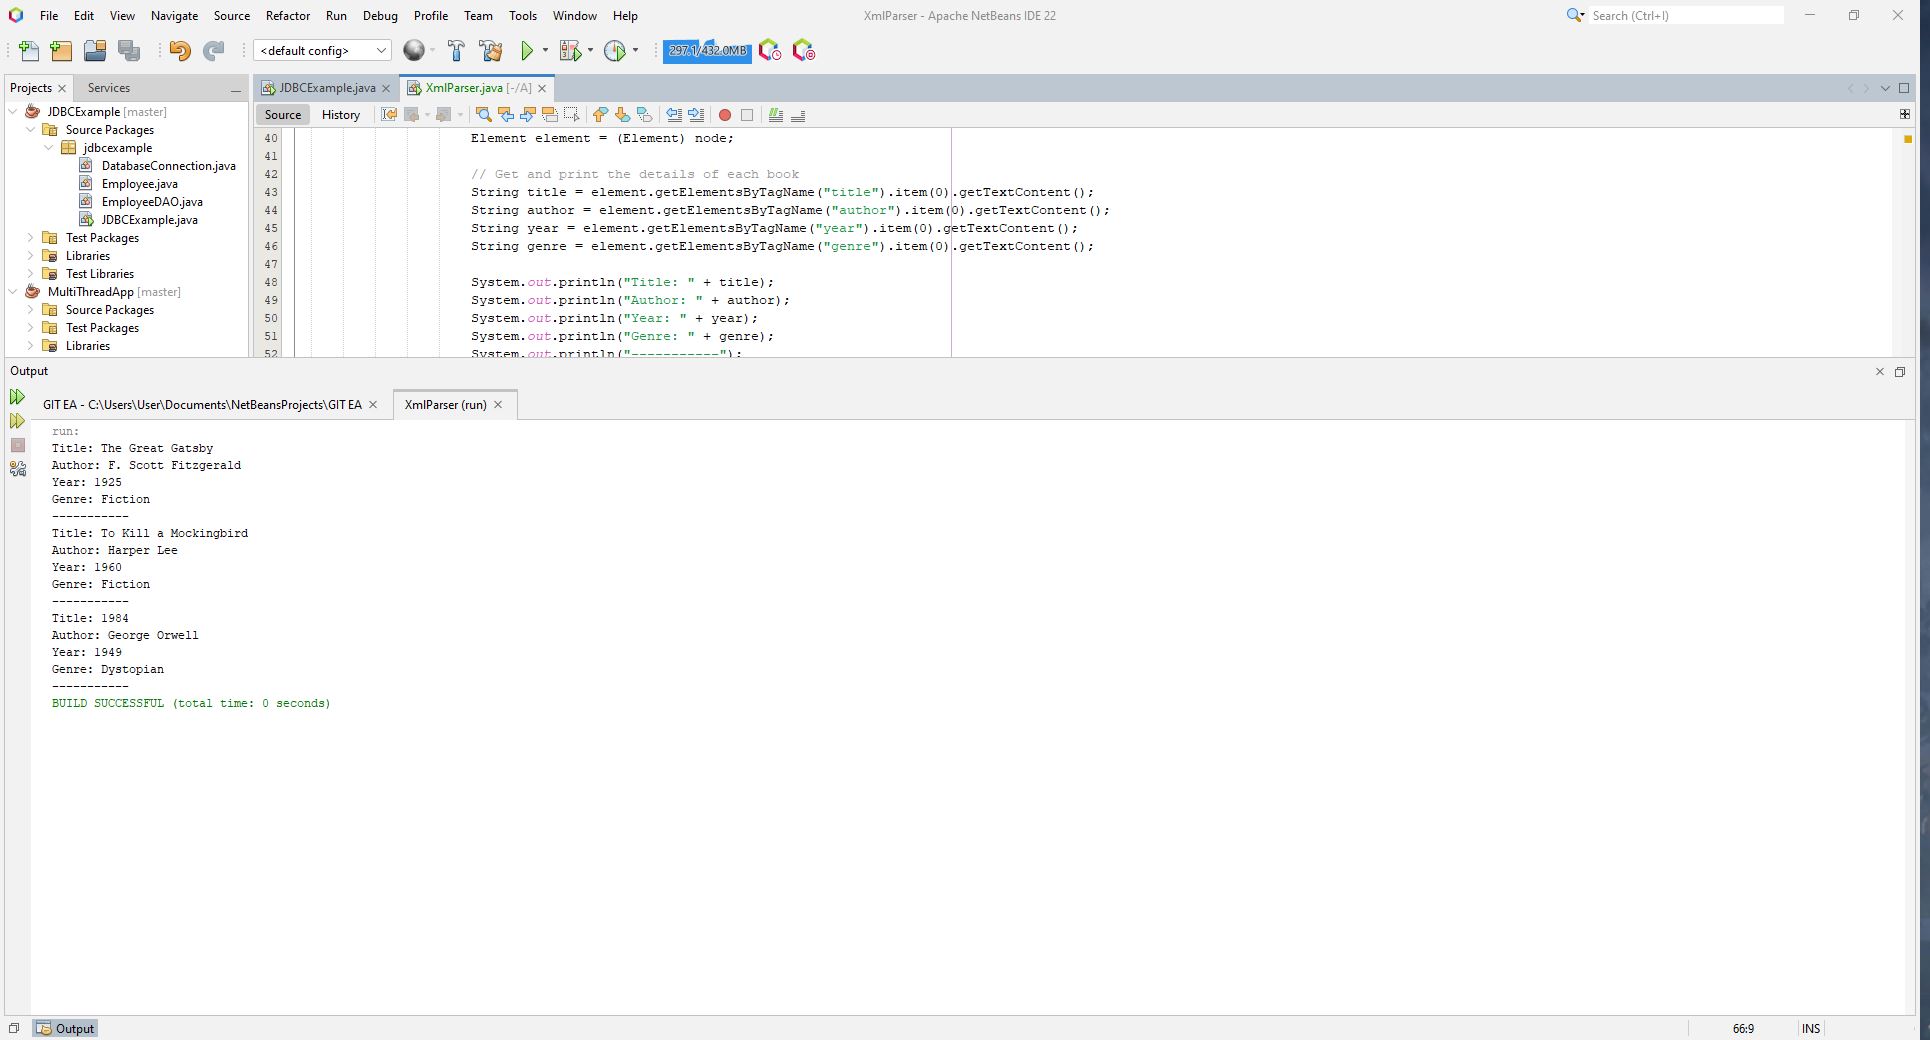 File Edit View Navigate Source Refactor Run Debug Profile Team Tools Window Help
XmlParser - Apache NetBeans IDE 22
Search (Ctrl+I)
<default config>
297.1/432.0MB
Projects
Services
JDBCExample [master]
Source Packages
jdbcexample
DatabaseConnection.java
Employee.java
EmployeeDAO.java
JDBCExample.java
Test Packages
Libraries
Test Libraries
MultiThreadApp [master]
Source Packages
Test Packages
Libraries
JDBCExample.java
XmlParser.java [-/A]
Source
History
40 Element element = (Element) node;
41
42 // Get and print the details of each book
43 String title = element.getElementsByTagName("title").item(0).getTextContent();
44 String author = element.getElementsByTagName("author").item(0).getTextContent();
45 String year = element.getElementsByTagName("year").item(0).getTextContent();
46 String genre = element.getElementsByTagName("genre").item(0).getTextContent();
47
48 System.out.println("Title: " + title);
49 System.out.println("Author: " + author);
50 System.out.println("Year: " + year);
51 System.out.println("Genre: " + genre);
52 System.out.println("-----------");
Output
GIT EA - C:\Users\User\Documents\NetBeansProjects\GIT EA
XmlParser (run)
run:
Title: The Great Gatsby
Author: F. Scott Fitzgerald
Year: 1925
Genre: Fiction
-----------
Title: To Kill a Mockingbird
Author: Harper Lee
Year: 1960
Genre: Fiction
-----------
Title: 1984
Author: George Orwell
Year: 1949
Genre: Dystopian
-----------
BUILD SUCCESSFUL (total time: 0 seconds)
Output
66:9
INS